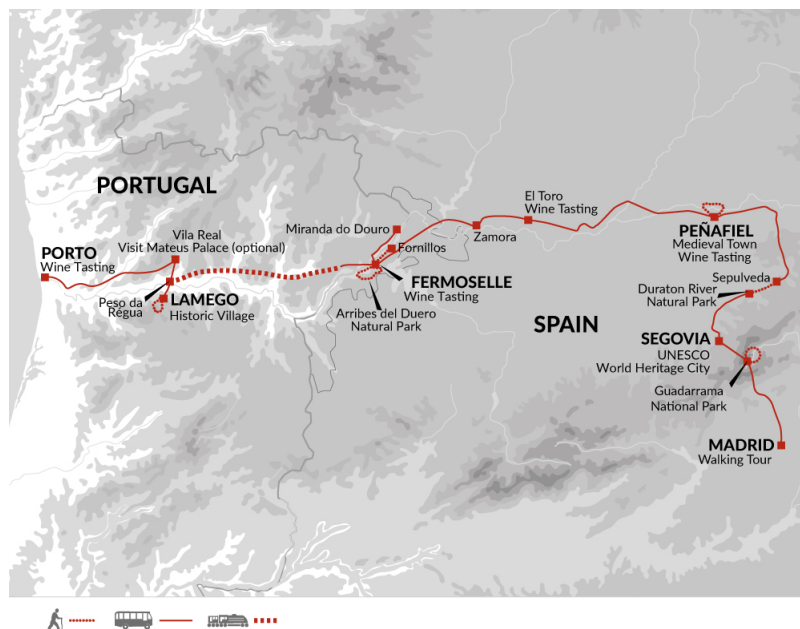 PORTUGAL
PORTO
Wine Tasting
Vila Real
Visit Mateus Palace (optional)
Peso da
Régua
LAMEGO
Historic Village
Miranda do Douro
Fornillos
FERMOSELLE
Wine Tasting
Arribes del Duero
Natural Park
Zamora
El Toro
Wine Tasting
SPAIN
PEÑAFIEL
Medieval Town
Wine Tasting
Sepulveda
Duraton River
Natural Park
SEGOVIA
UNESCO
World Heritage City
Guadarrama
National Park
MADRID
Walking Tour